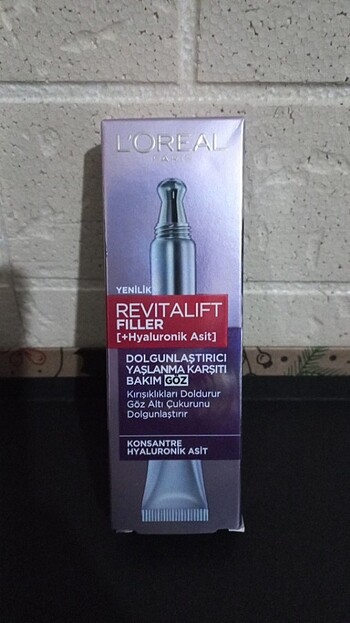 L'ORÉAL
PARIS
YENİLİK
REVITALIFT
FILLER
[+Hyaluronik Asit]
DOLGUNLAŞTIRICI
YAŞLANMA KARŞITI
BAKIM GÖZ
Kırışıklıkları Doldurur
Göz Altı Çukurunu
Dolgunlaştırır
KONSANTRE
HYALURONİK ASİT